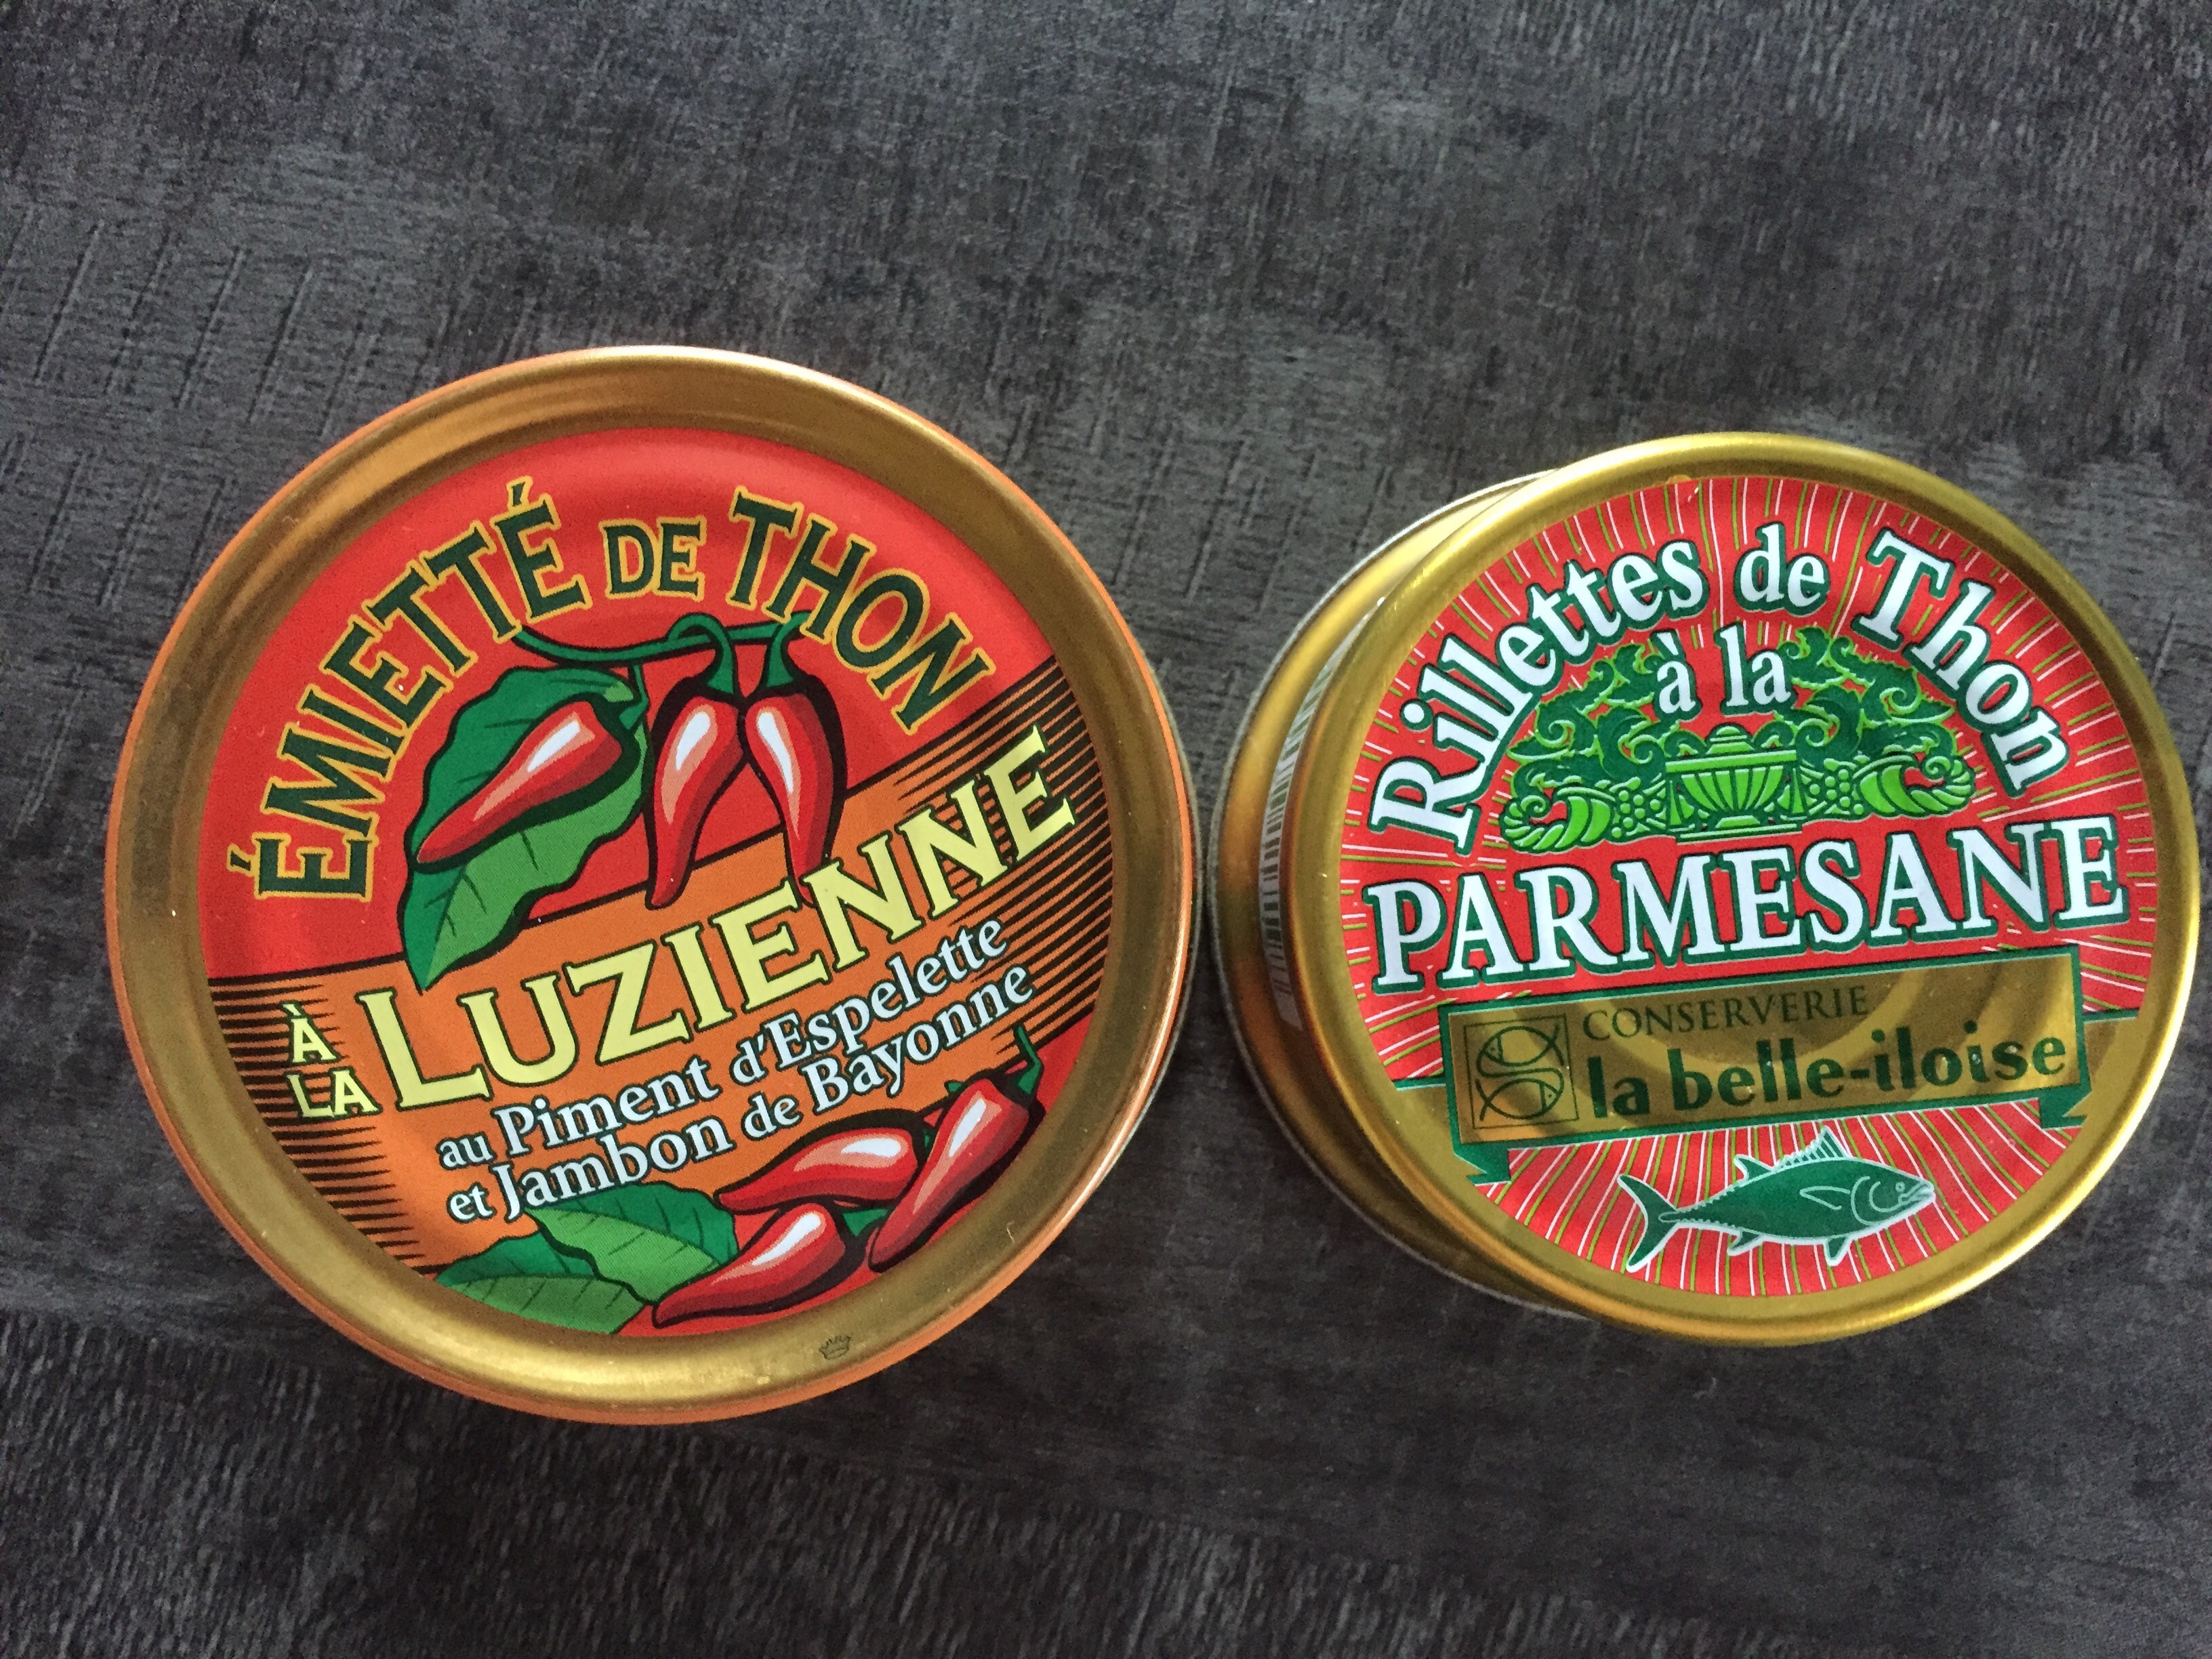 ÉMIETTÉ DE THON
À LA LUZIENNE
au Piment d'Espelette
et Jambon de Bayonne
Rillettes de Thon
à la
PARMESANE
CONSERVERIE
la belle-iloise